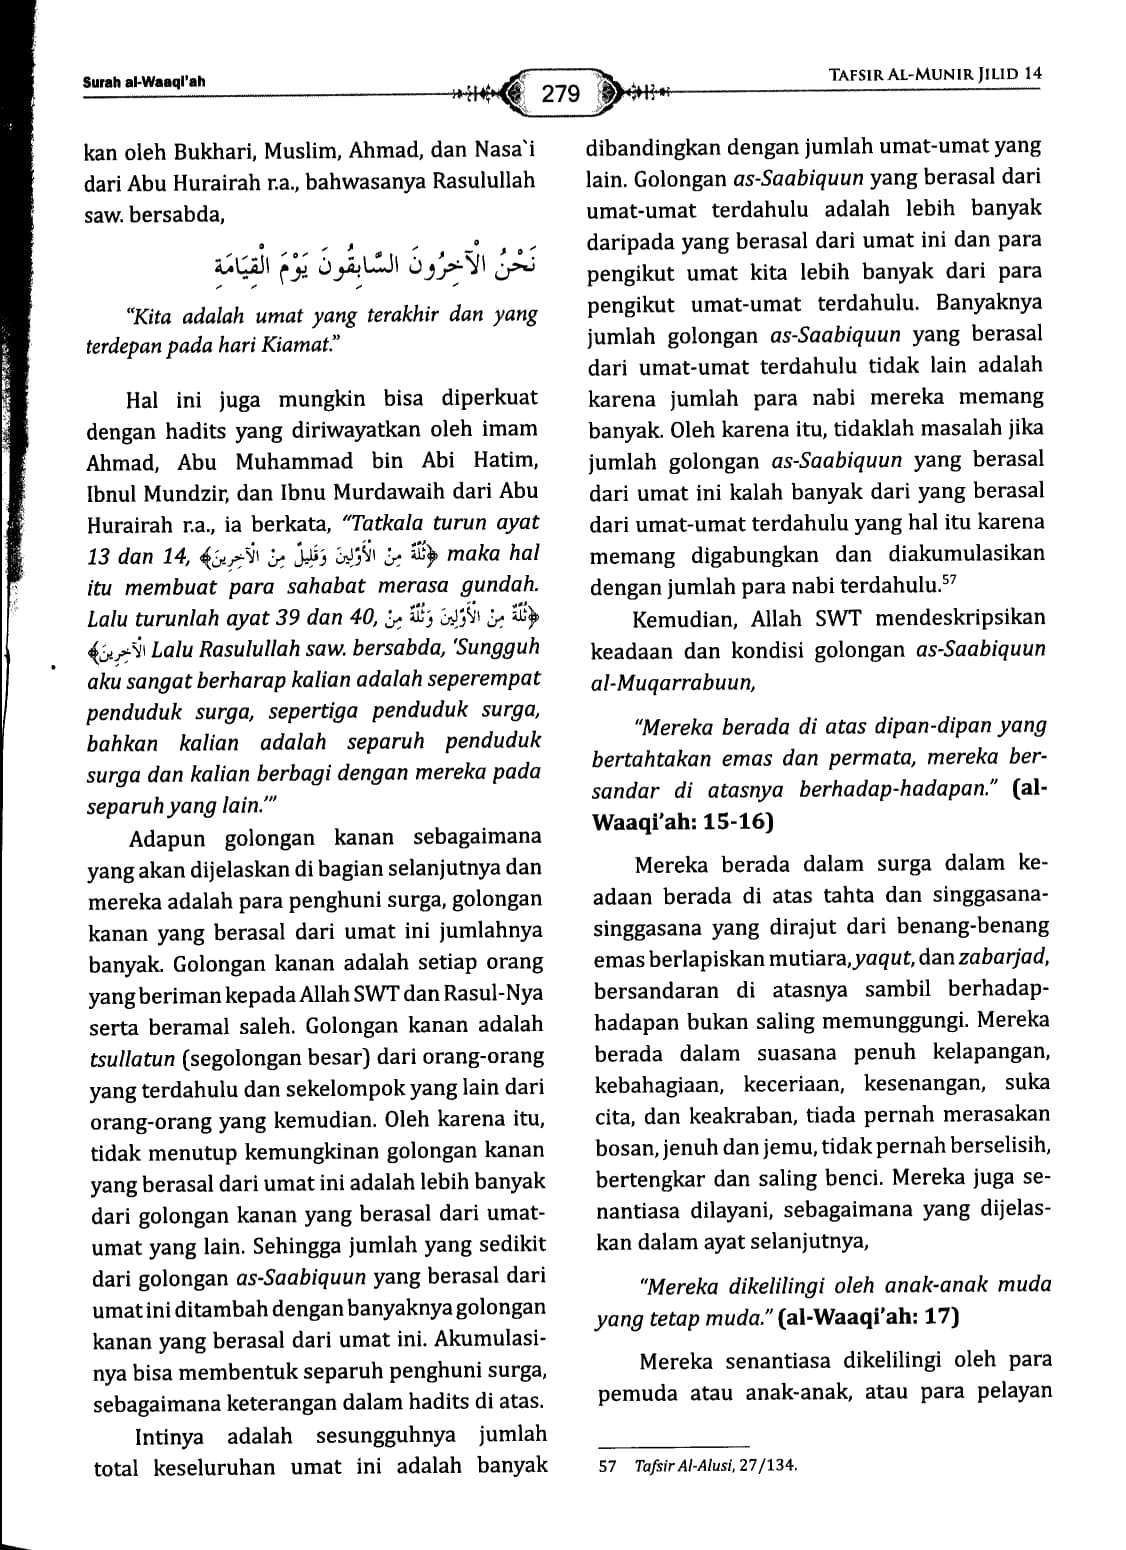 Surah al-Waaqi'ah
279
TAFSIR AL-MUNIR JILID 14
kan oleh Bukhari, Muslim, Ahmad, dan Nasa`i
dari Abu Hurairah r.a., bahwasanya Rasulullah
saw. bersabda,
نَحْنُ الْآخِرُونَ السَّابِقُونَ يَوْمَ الْقِيَامَةِ
“Kita adalah umat yang terakhir dan yang
terdepan pada hari Kiamat.”
Hal ini juga mungkin bisa diperkuat
dengan hadits yang diriwayatkan oleh imam
Ahmad, Abu Muhammad bin Abi Hatim,
Ibnul Mundzir, dan Ibnu Murdawaih dari Abu
Hurairah r.a., ia berkata, “Tatkala turun ayat
13 dan 14, ﴿ثُلَّةٌ مِنَ الْأَوَّلِينَ وَقَلِيلٌ مِنَ الْآخِرِينَ﴾ maka hal
itu membuat para sahabat merasa gundah.
Lalu turunlah ayat 39 dan 40, ﴿ثُلَّةٌ مِنَ الْأَوَّلِينَ وَثُلَّةٌ مِنَ
الْآخِرِينَ﴾ Lalu Rasulullah saw. bersabda, ‘Sungguh
aku sangat berharap kalian adalah seperempat
penduduk surga, sepertiga penduduk surga,
bahkan kalian adalah separuh penduduk
surga dan kalian berbagi dengan mereka pada
separuh yang lain.’”
Adapun golongan kanan sebagaimana
yang akan dijelaskan di bagian selanjutnya dan
mereka adalah para penghuni surga, golongan
kanan yang berasal dari umat ini jumlahnya
banyak. Golongan kanan adalah setiap orang
yang beriman kepada Allah SWT dan Rasul-Nya
serta beramal saleh. Golongan kanan adalah
tsullatun (segolongan besar) dari orang-orang
yang terdahulu dan sekelompok yang lain dari
orang-orang yang kemudian. Oleh karena itu,
tidak menutup kemungkinan golongan kanan
yang berasal dari umat ini adalah lebih banyak
dari golongan kanan yang berasal dari umat-
umat yang lain. Sehingga jumlah yang sedikit
dari golongan as-Saabiquun yang berasal dari
umat ini ditambah dengan banyaknya golongan
kanan yang berasal dari umat ini. Akumulasi-
nya bisa membentuk separuh penghuni surga,
sebagaimana keterangan dalam hadits di atas.
Intinya adalah sesungguhnya jumlah
total keseluruhan umat ini adalah banyak
dibandingkan dengan jumlah umat-umat yang
lain. Golongan as-Saabiquun yang berasal dari
umat-umat terdahulu adalah lebih banyak
daripada yang berasal dari umat ini dan para
pengikut umat kita lebih banyak dari para
pengikut umat-umat terdahulu. Banyaknya
jumlah golongan as-Saabiquun yang berasal
dari umat-umat terdahulu tidak lain adalah
karena jumlah para nabi mereka memang
banyak. Oleh karena itu, tidaklah masalah jika
jumlah golongan as-Saabiquun yang berasal
dari umat ini kalah banyak dari yang berasal
dari umat-umat terdahulu yang hal itu karena
memang digabungkan dan diakumulasikan
dengan jumlah para nabi terdahulu.57
Kemudian, Allah SWT mendeskripsikan
keadaan dan kondisi golongan as-Saabiquun
al-Muqarrabuun,
“Mereka berada di atas dipan-dipan yang
bertahtakan emas dan permata, mereka ber-
sandar di atasnya berhadap-hadapan.” (al-
Waaqi’ah: 15-16)
Mereka berada dalam surga dalam ke-
adaan berada di atas tahta dan singgasana-
singgasana yang dirajut dari benang-benang
emas berlapiskan mutiara, yaqut, dan zabarjad,
bersandaran di atasnya sambil berhadap-
hadapan bukan saling memunggungi. Mereka
berada dalam suasana penuh kelapangan,
kebahagiaan, keceriaan, kesenangan, suka
cita, dan keakraban, tiada pernah merasakan
bosan, jenuh dan jemu, tidak pernah berselisih,
bertengkar dan saling benci. Mereka juga se-
nantiasa dilayani, sebagaimana yang dijelas-
kan dalam ayat selanjutnya,
“Mereka dikelilingi oleh anak-anak muda
yang tetap muda.” (al-Waaqi’ah: 17)
Mereka senantiasa dikelilingi oleh para
pemuda atau anak-anak, atau para pelayan
57 Tafsir Al-Alusi, 27/134.